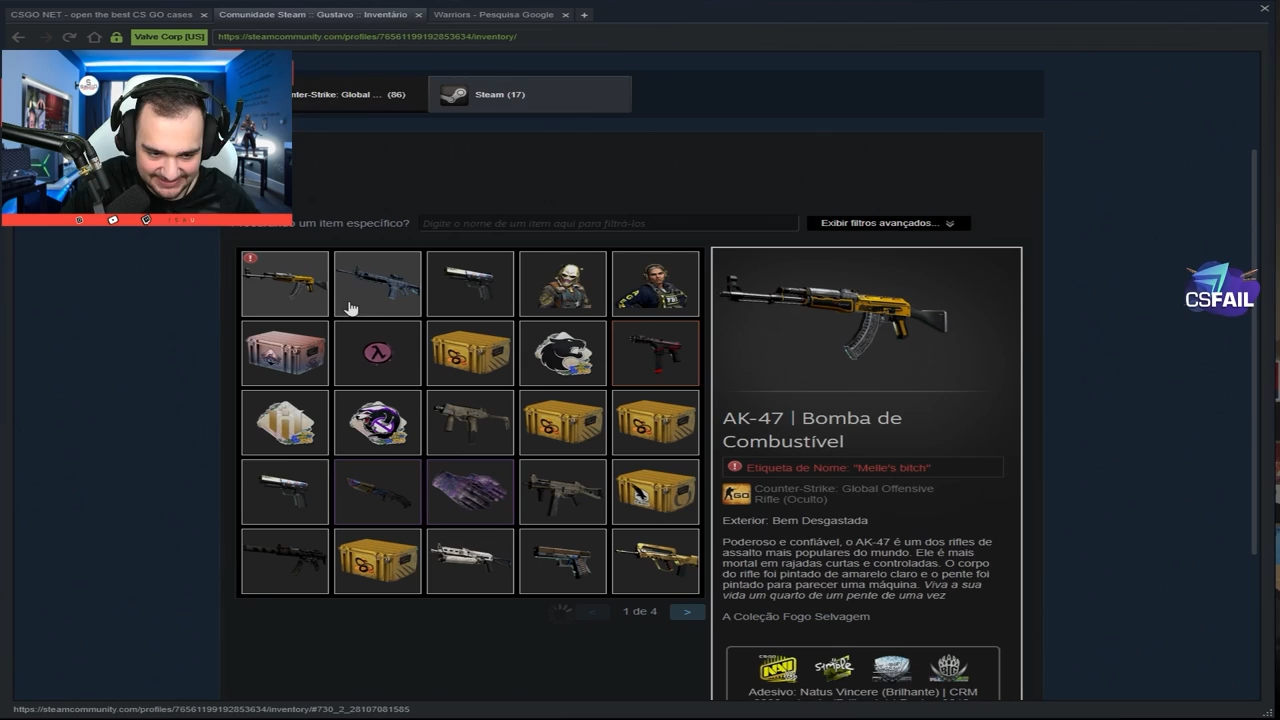 CSGO NET - open the best CS GO cases
Comunidade Steam :: Gustavo :: Inventário
Warriors - Pesquisa Google
Valve Corp [US]
https://steamcommunity.com/profiles/76561199192853634/inventory/
nter-Strike: Global ... (86)
Steam (17)
um item específico?
Digite o nome de um item aqui para filtrá-los
Exibir filtros avançados...
CSFAIL
AK-47 | Bomba de
Combustível
Etiqueta de Nome: "Melle's bitch"
Counter-Strike: Global Offensive
Rifle (Oculto)
Exterior: Bem Desgastada
Poderoso e confiável, o AK-47 é um dos rifles de
assalto mais populares do mundo. Ele é mais
mortal em rajadas curtas e controladas. O corpo
do rifle foi pintado de amarelo claro e o pente foi
pintado para parecer uma máquina. Viva a sua
vida um quarto de um pente de uma vez
A Coleção Fogo Selvagem
1 de 4
Adesivo: Natus Vincere (Brilhante) | CRM
https://steamcommunity.com/profiles/76561199192853634/inventory/#730_2_28107081585